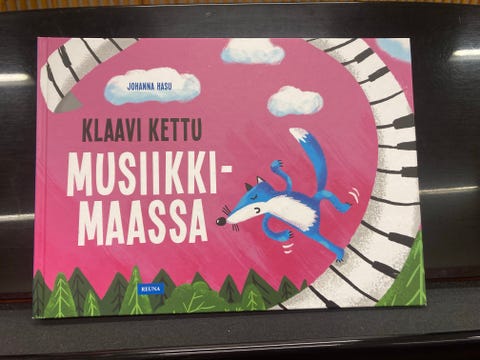 JOHANNA HASU
KLAAVI KETTU
MUSIIKKI-
MAASSA
REUNA